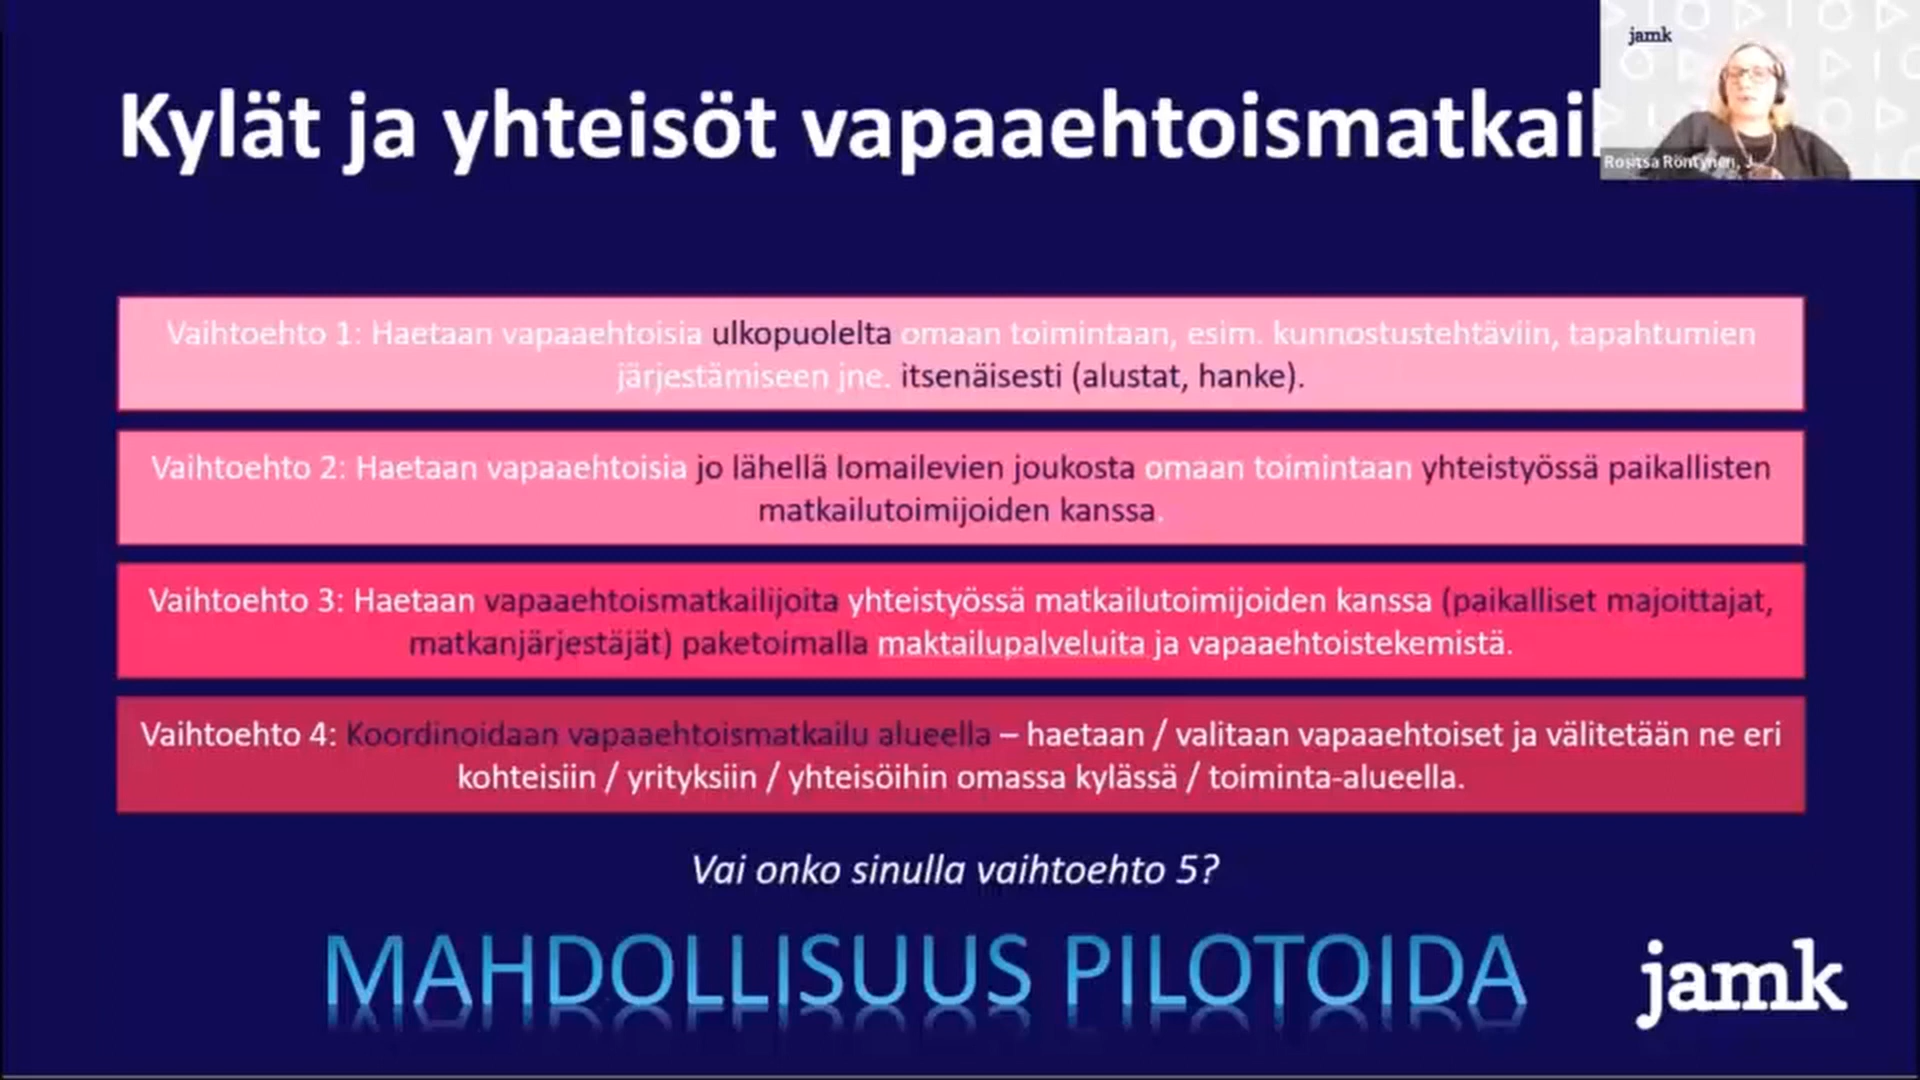 Kylät ja yhteisöt vapaaehtoismatkail
jamk
Rositsa Röntynen, J...
Vaihtoehto 1: Haetaan vapaaehtoisia ulkopuolelta omaan toimintaan, esim. kunnostustehtäviin, tapahtumien
järjestämiseen jne. itsenäisesti (alustat, hanke).
Vaihtoehto 2: Haetaan vapaaehtoisia jo lähellä lomailevien joukosta omaan toimintaan yhteistyössä paikallisten
matkailutoimijoiden kanssa.
Vaihtoehto 3: Haetaan vapaaehtoismatkailijoita yhteistyössä matkailutoimijoiden kanssa (paikalliset majoittajat,
matkanjärjestäjät) paketoimalla maktailupalveluita ja vapaaehtoistekemistä.
Vaihtoehto 4: Koordinoidaan vapaaehtoismatkailu alueella – haetaan / valitaan vapaaehtoiset ja välitetään ne eri
kohteisiin / yrityksiin / yhteisöihin omassa kylässä / toiminta-alueella.
Vai onko sinulla vaihtoehto 5?
MAHDOLLISUUS PILOTOIDA
jamk